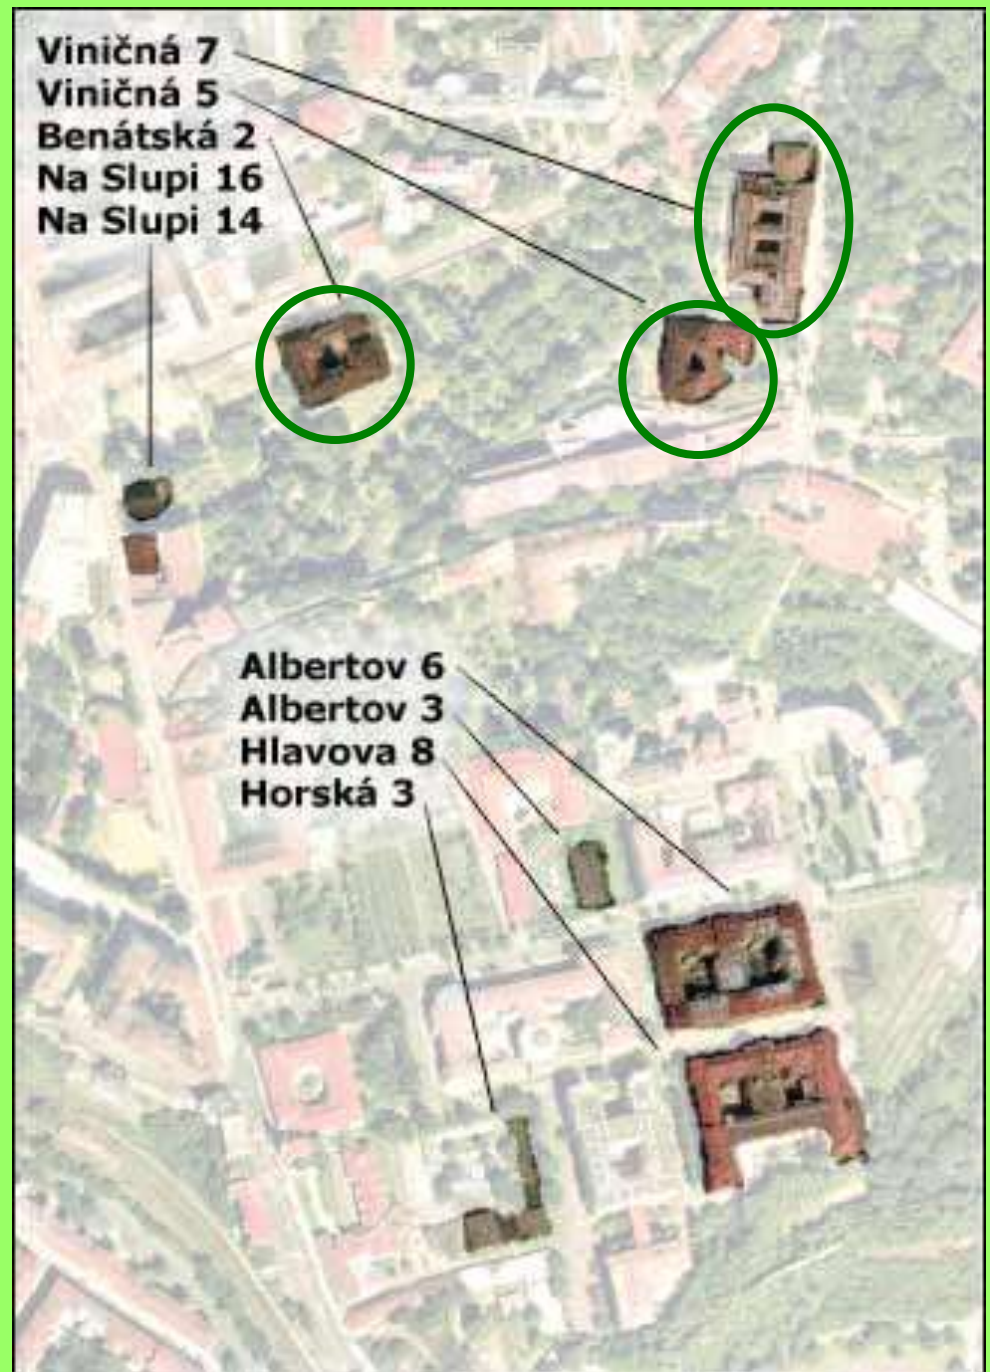 Viničná 7
Viničná 5
Benátská 2
Na Slupi 16
Na Slupi 14
Albertov 6
Albertov 3
Hlavova 8
Horská 3